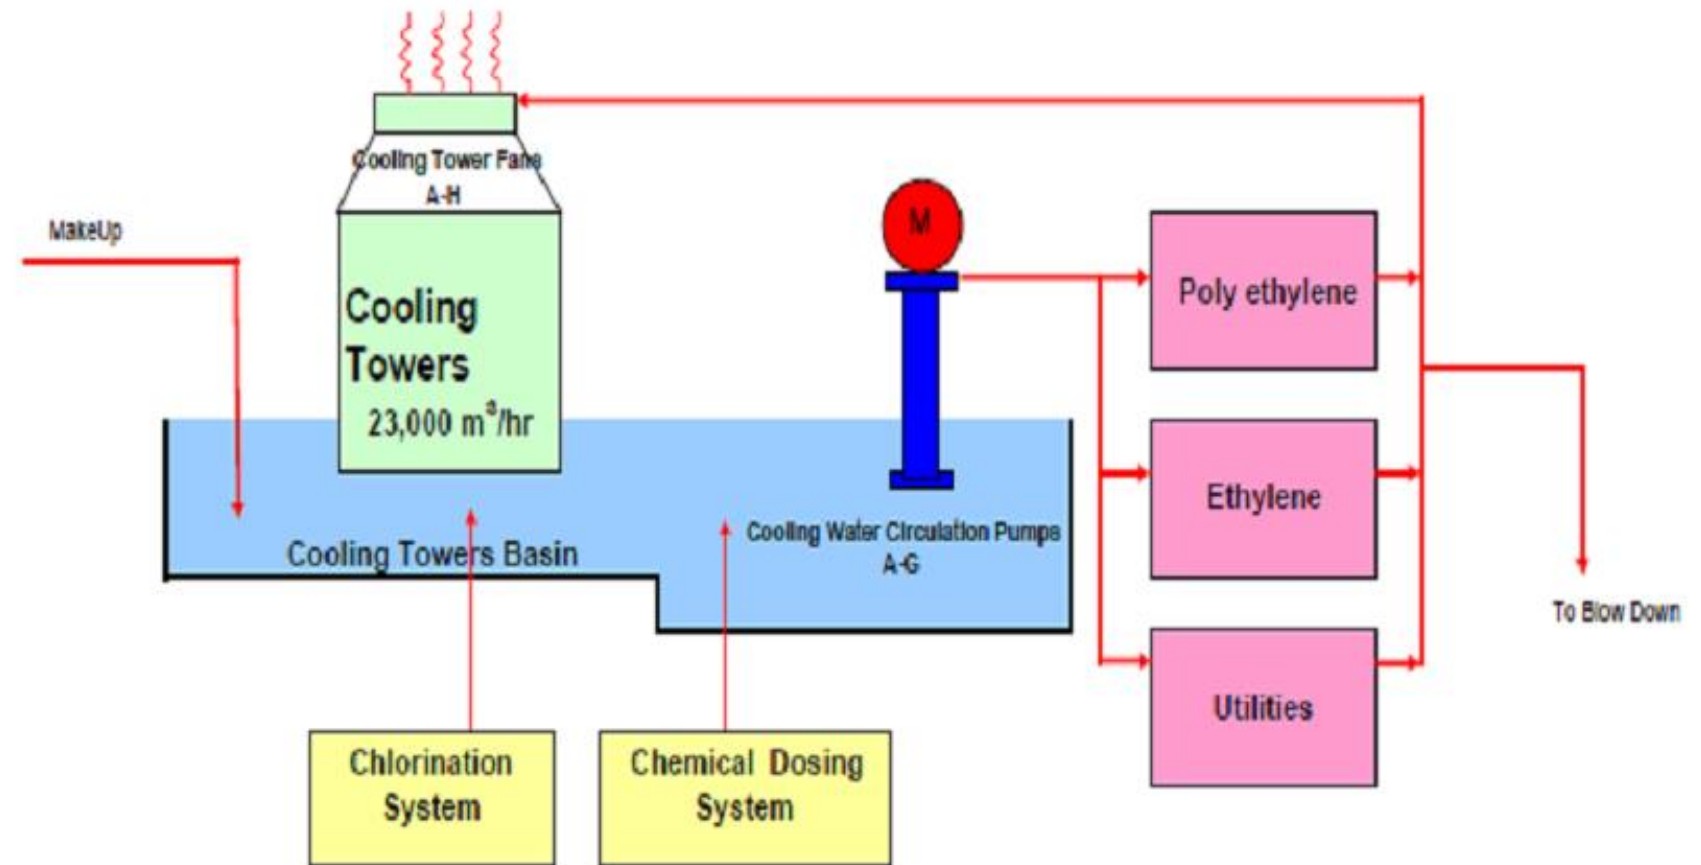 Cooling Tower Fans
A-H
MakeUp
M
Cooling
Towers
23,000 m³/hr
Poly ethylene
Ethylene
Cooling Water Circulation Pumps
A-G
Cooling Towers Basin
To Blow Down
Utilities
Chlorination
System
Chemical Dosing
System